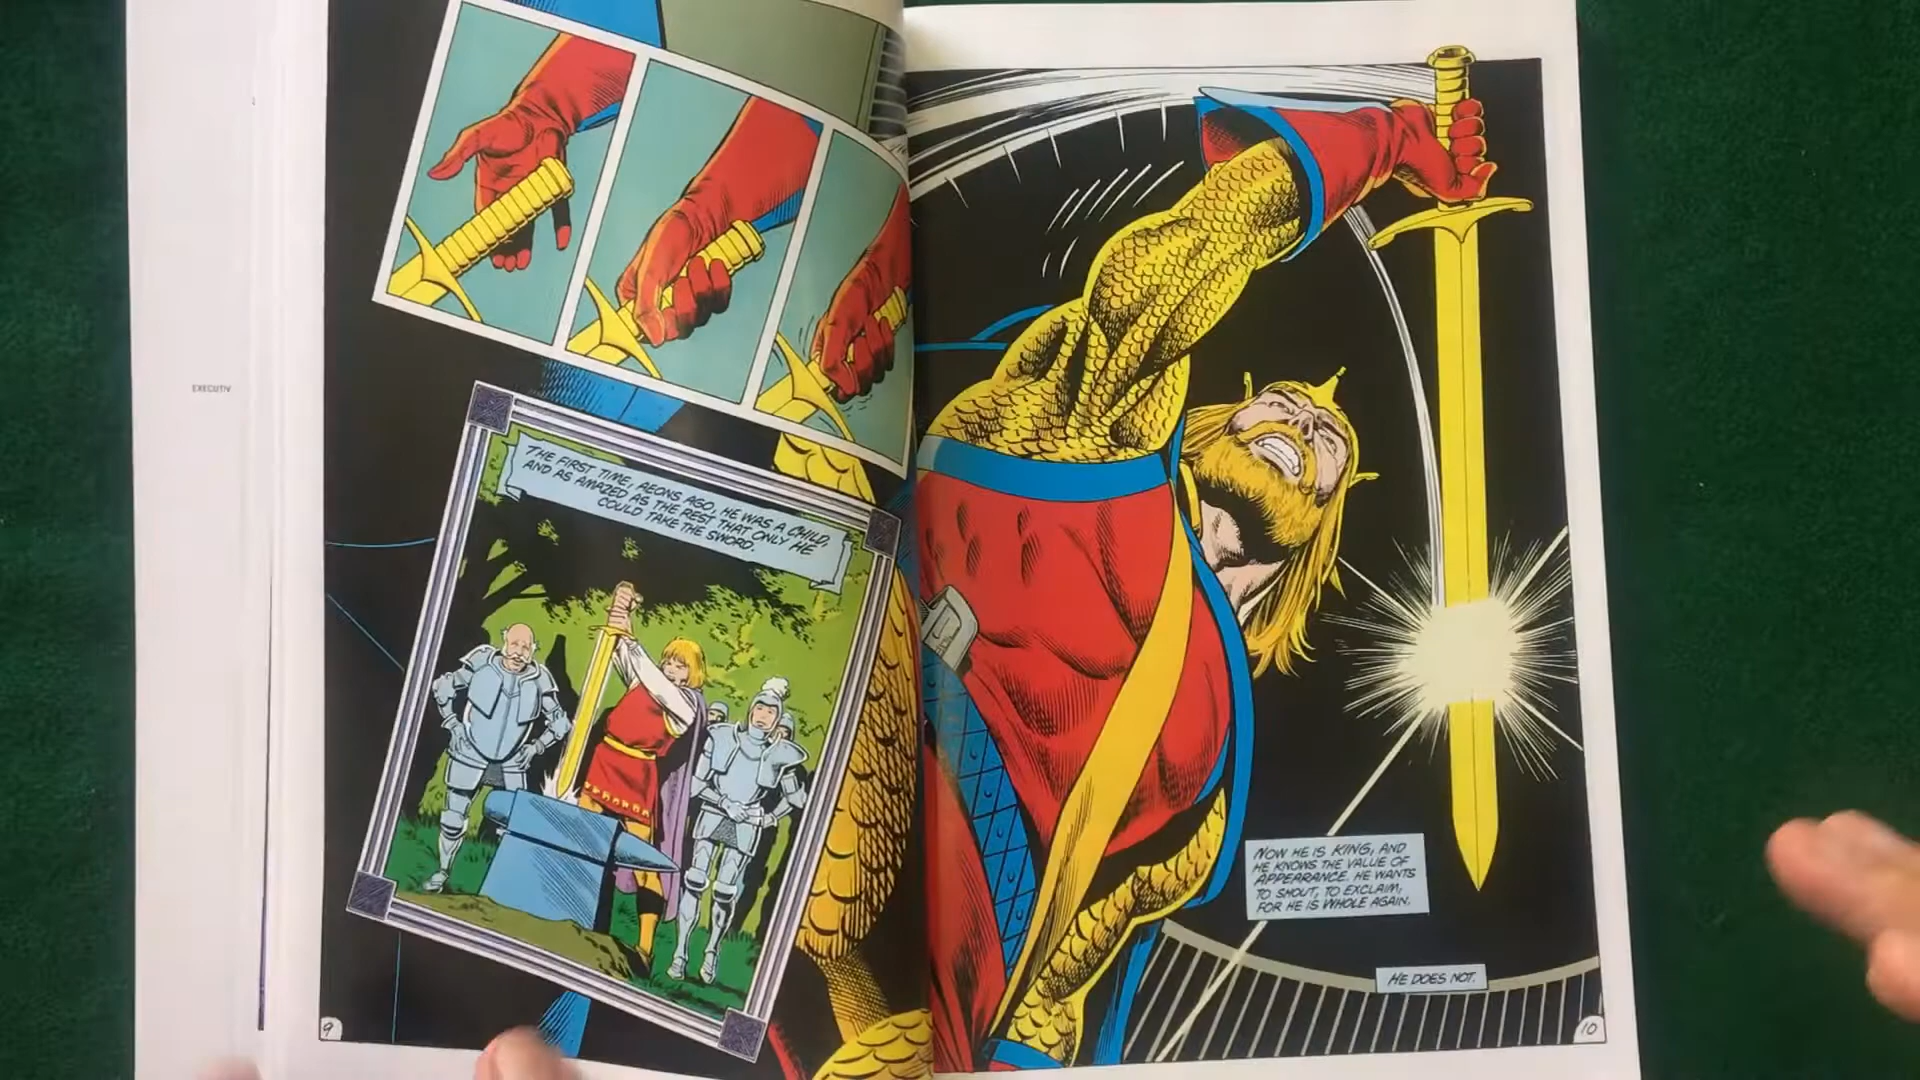 EXECUTIV
THE FIRST TIME, AEONS AGO, HE WAS A CHILD,
AND AS AMAZED AS THE REST THAT ONLY HE
COULD TAKE THE SWORD.
NOW HE IS KING, AND
HE KNOWS THE VALUE OF
APPEARANCE. HE WANTS
TO SHOUT, TO EXCLAIM,
FOR HE IS WHOLE AGAIN.
HE DOES NOT.
9
10